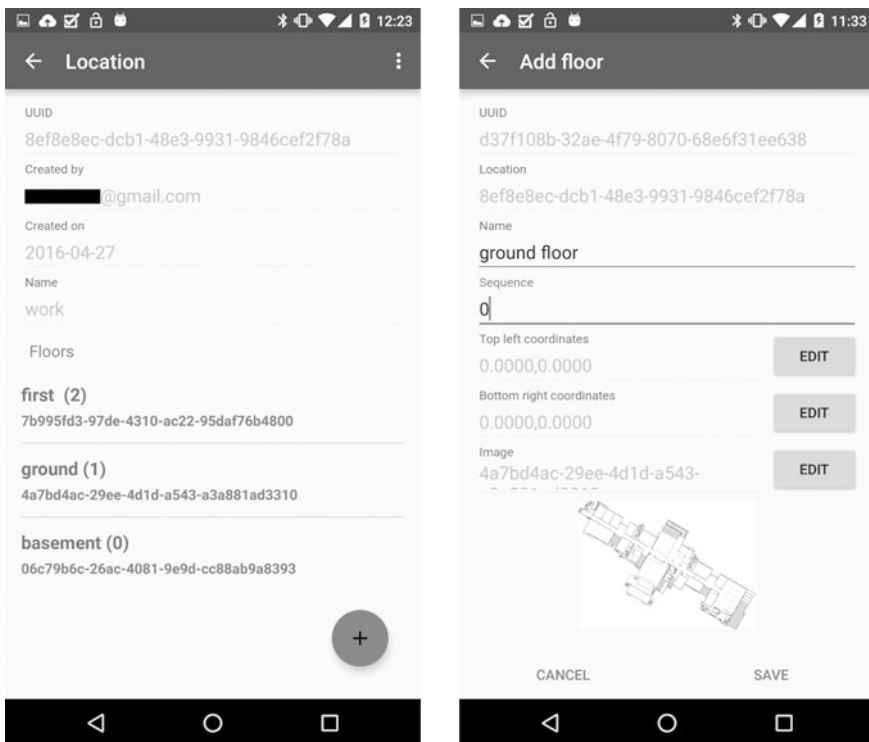 12:23
Location
UUID
8ef8e8ec-dcb1-48e3-9931-9846cef2f78a
Created by
@gmail.com
Created on
2016-04-27
Name
work
Floors
first (2)
7b995fd3-97de-4310-ac22-95daf76b4800
ground (1)
4a7bd4ac-29ee-4d1d-a543-a3a881ad3310
basement (0)
06c79b6c-26ac-4081-9e9d-cc88ab9a8393
+
11:33
Add floor
UUID
d37f108b-32ae-4f79-8070-68e6f31ee638
Location
8ef8e8ec-dcb1-48e3-9931-9846cef2f78a
Name
ground floor
Sequence
0
Top left coordinates
0.0000,0.0000
EDIT
Bottom right coordinates
0.0000,0.0000
EDIT
Image
4a7bd4ac-29ee-4d1d-a543-
EDIT
CANCEL
SAVE